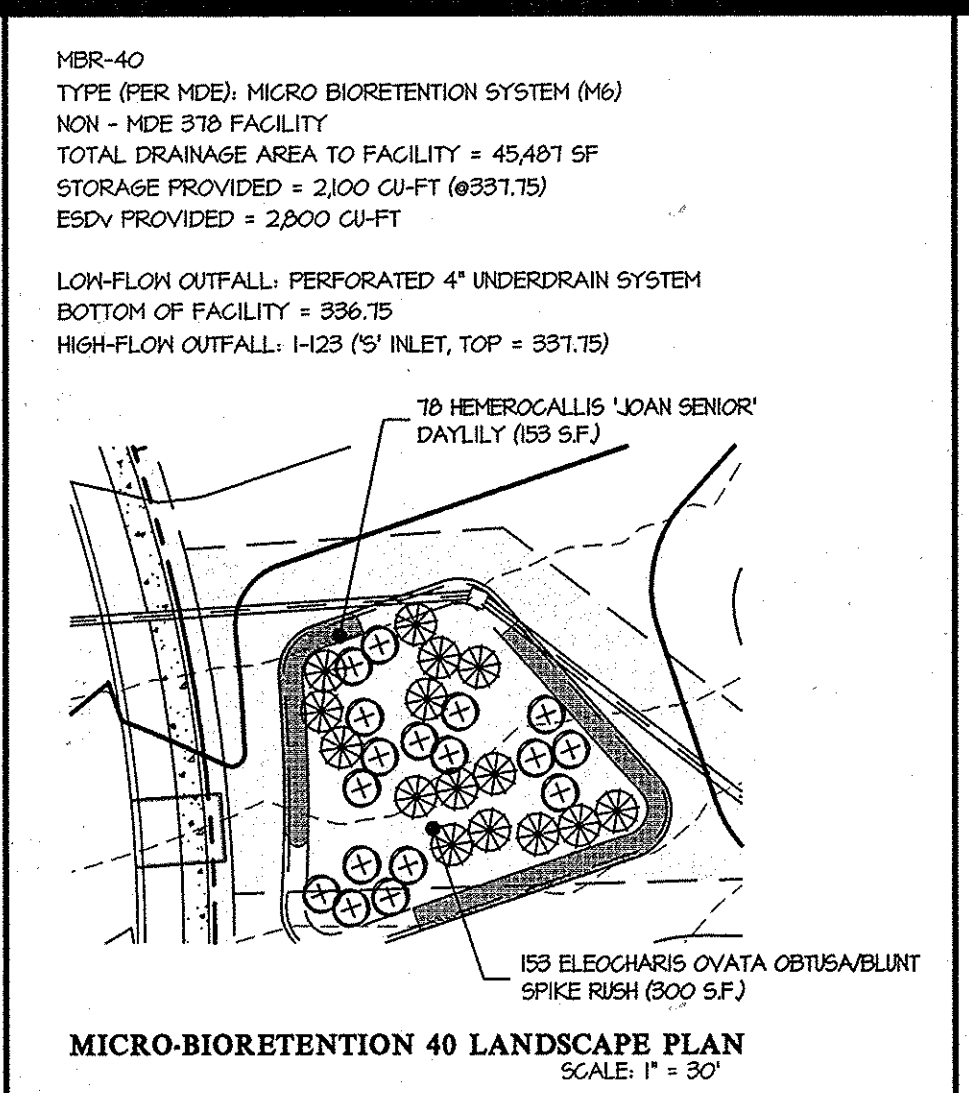 MBR-40
TYPE (PER MDE): MICRO BIORETENTION SYSTEM (M6)
NON - MDE 378 FACILITY
TOTAL DRAINAGE AREA TO FACILITY = 45,487 SF
STORAGE PROVIDED = 2,100 CU-FT (@337.75)
ESDv PROVIDED = 2,800 CU-FT
LOW-FLOW OUTFALL: PERFORATED 4" UNDERDRAIN SYSTEM
BOTTOM OF FACILITY = 336.75
HIGH-FLOW OUTFALL: I-123 ('S' INLET, TOP = 337.75)
78 HEMEROCALLIS 'JOAN SENIOR'
DAYLILY (153 S.F.)
153 ELEOCHARIS OVATA OBTUSA/BLUNT
SPIKE RUSH (300 S.F.)
MICRO-BIORETENTION 40 LANDSCAPE PLAN
SCALE: 1" = 30'